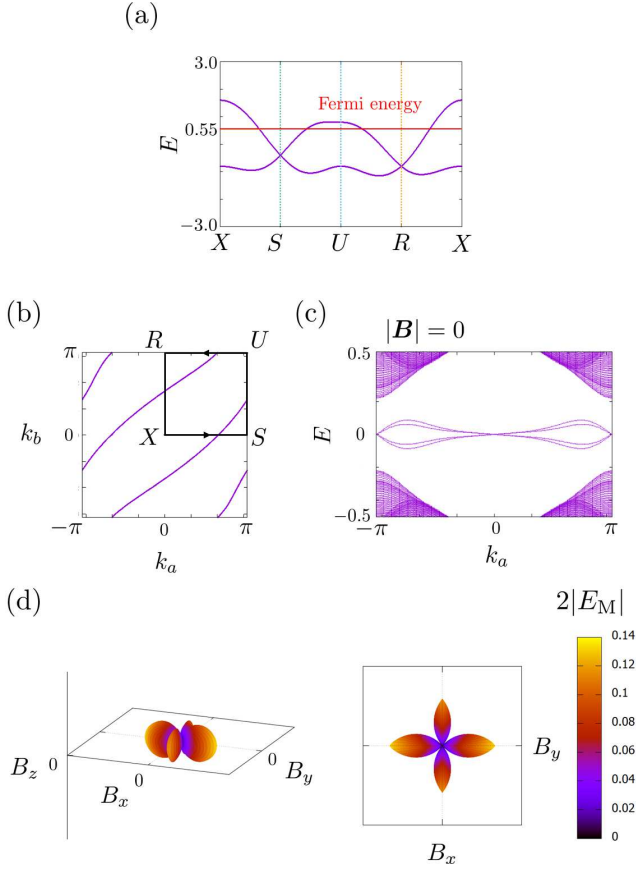 (a)
3.0
Fermi energy
0.55
E
−3.0
X S U R X
(b)
R U
π
k_b 0 X S
−π 0 π
k_a
(c)
|B| = 0
0.5
E 0
−0.5
−π 0 π
k_a
(d)
2|E_M|
B_z 0
0
B_x
0
B_y
B_y
B_x
0.14
0.12
0.1
0.08
0.06
0.04
0.02
0